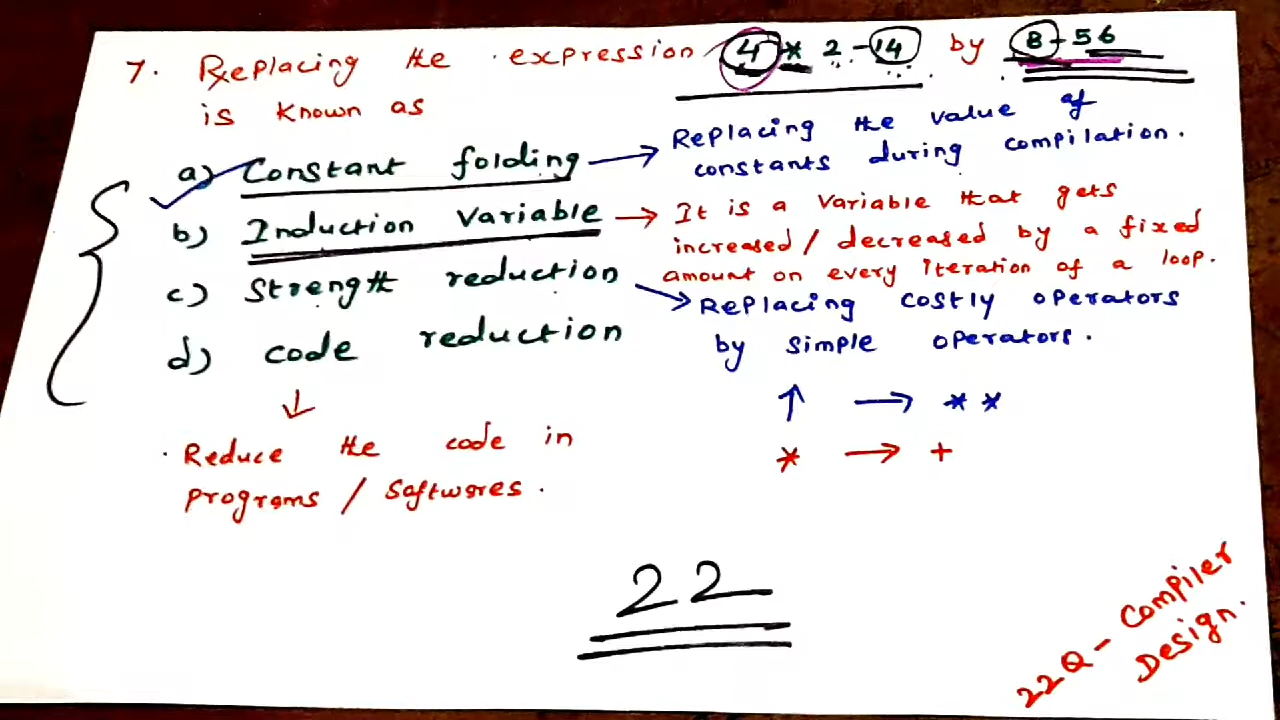 7. Replacing the expression 4 * 2 - 14 by 8 - 56
is known as
a) Constant folding → Replacing the value of
constants during compilation.
b) Induction Variable → It is a variable that gets
increased / decreased by a fixed
amount on every iteration of a loop.
c) Strength reduction → Replacing costly operators
by simple operators.
d) code reduction
↑ → * *
* → +
↓
Reduce the code in
programs / softwares.
22
22Q - Compiler
Design.